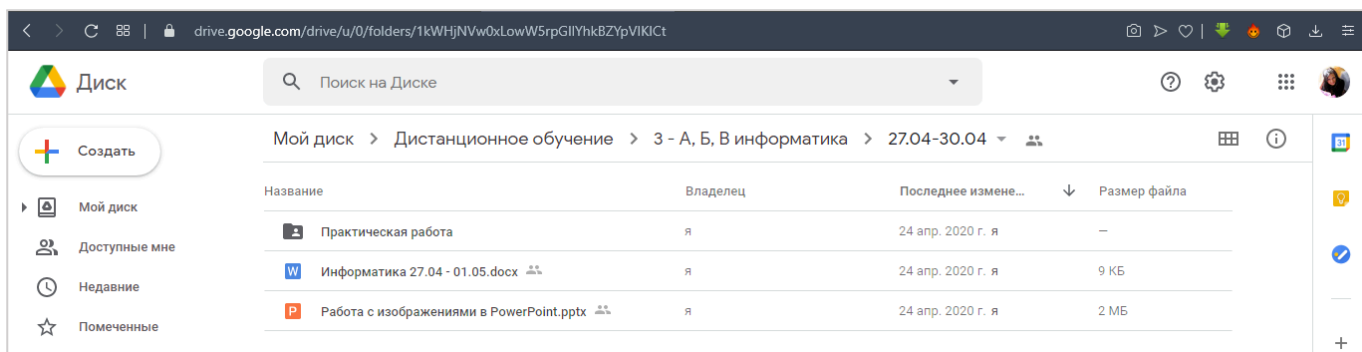 drive.google.com/drive/u/0/folders/1kWHjNVw0xLowW5rpGIlYhkBZYpVlKlCt
Диск
Поиск на Диске
Создать
Мой диск > Дистанционное обучение > 3 - А, Б, В информатика > 27.04-30.04
31
Название Владелец Последнее измене... Размер файла
Мой диск
Практическая работа я 24 апр. 2020 г. я —
Доступные мне
W Информатика 27.04 - 01.05.docx я 24 апр. 2020 г. я 9 КБ
Недавние
P Работа с изображениями в PowerPoint.pptx я 24 апр. 2020 г. я 2 МБ
Помеченные